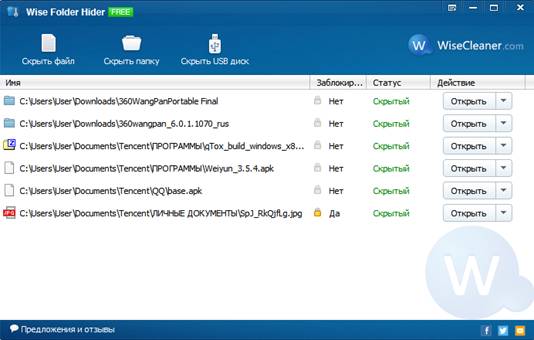 Wise Folder Hider FREE
Скрыть файл Скрыть папку Скрыть USB диск
WiseCleaner.com
Имя Заблокир... Статус Действие
C:\Users\User\Downloads\360WangPanPortable Final Нет Скрытый Открыть
C:\Users\User\Downloads\360wangpan_6.0.1.1070_rus Нет Скрытый Открыть
C:\Users\User\Documents\Tencent\ПРОГРАММЫ\qTox_build_windows_x8... Нет Скрытый Открыть
C:\Users\User\Documents\Tencent\ПРОГРАММЫ\Weiyun_3.5.4.apk Нет Скрытый Открыть
C:\Users\User\Documents\Tencent\QQ\base.apk Нет Скрытый Открыть
C:\Users\User\Documents\Tencent\ЛИЧНЫЕ ДОКУМЕНТЫ\SpJ_RkQjfLg.jpg Да Скрытый Открыть
Предложения и отзывы